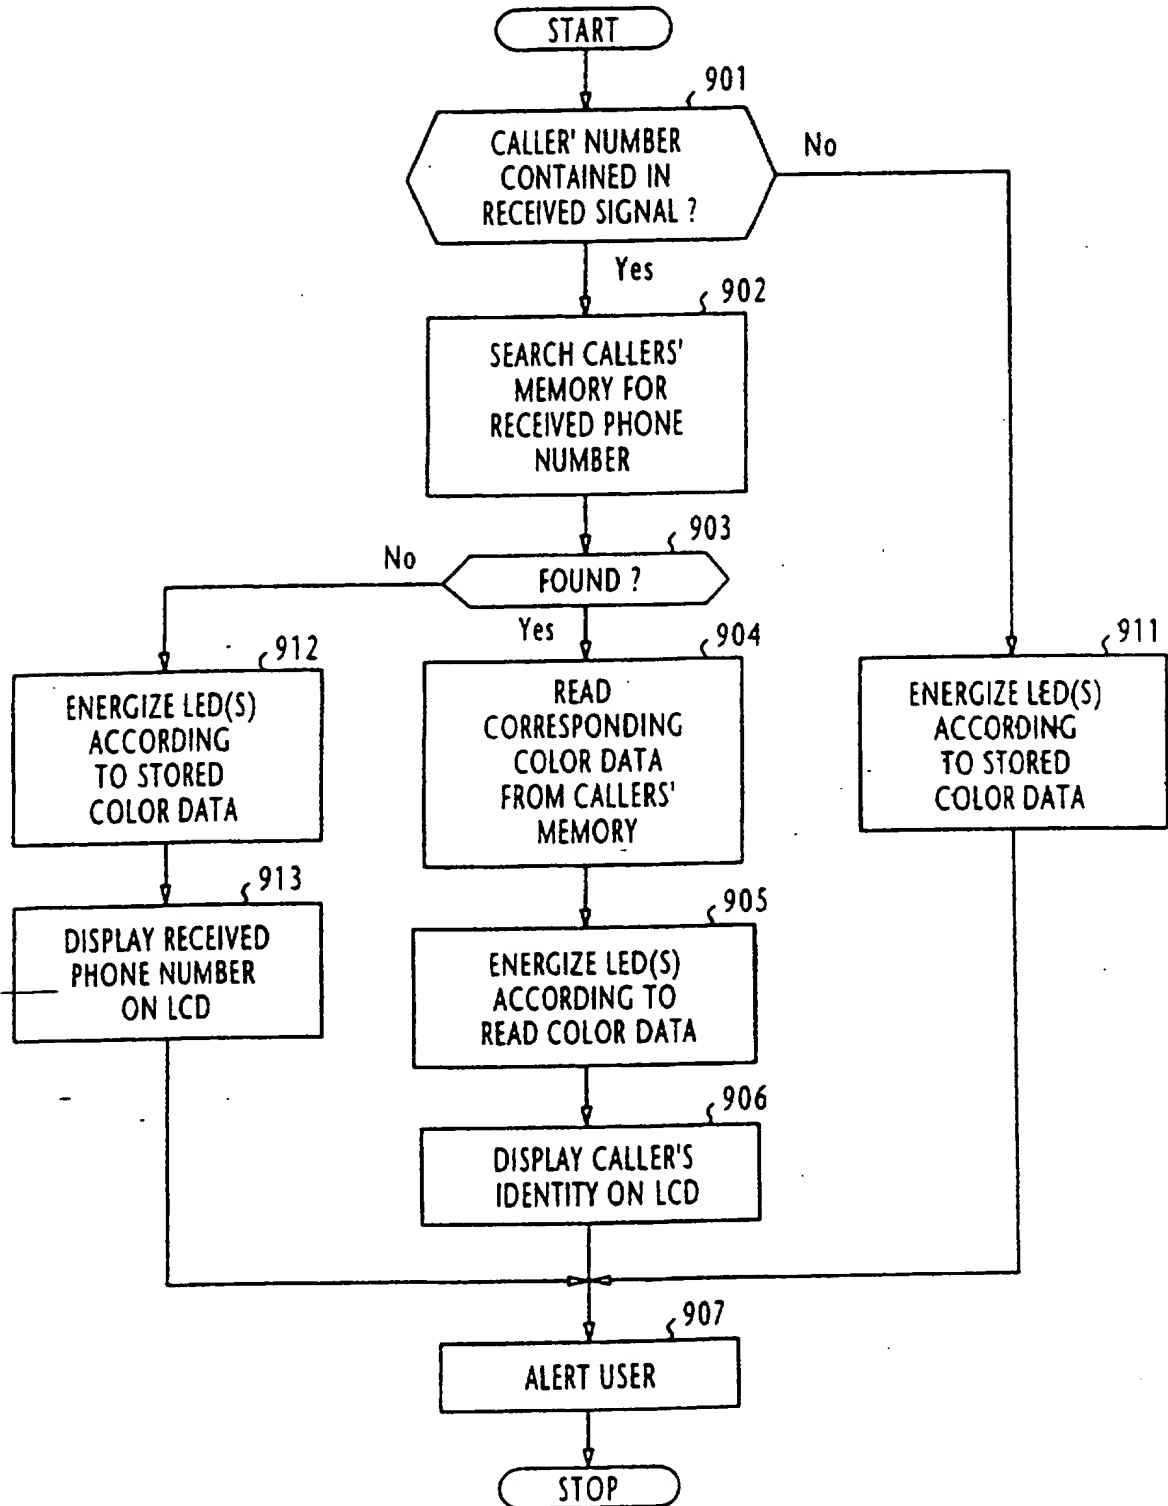 START
901
CALLER' NUMBER
CONTAINED IN
RECEIVED SIGNAL ?
No
Yes
902
SEARCH CALLERS'
MEMORY FOR
RECEIVED PHONE
NUMBER
903
No
FOUND ?
Yes
912
ENERGIZE LED(S)
ACCORDING
TO STORED
COLOR DATA
904
READ
CORRESPONDING
COLOR DATA
FROM CALLERS'
MEMORY
911
ENERGIZE LED(S)
ACCORDING
TO STORED
COLOR DATA
913
DISPLAY RECEIVED
PHONE NUMBER
ON LCD
905
ENERGIZE LED(S)
ACCORDING TO
READ COLOR DATA
906
DISPLAY CALLER'S
IDENTITY ON LCD
907
ALERT USER
STOP